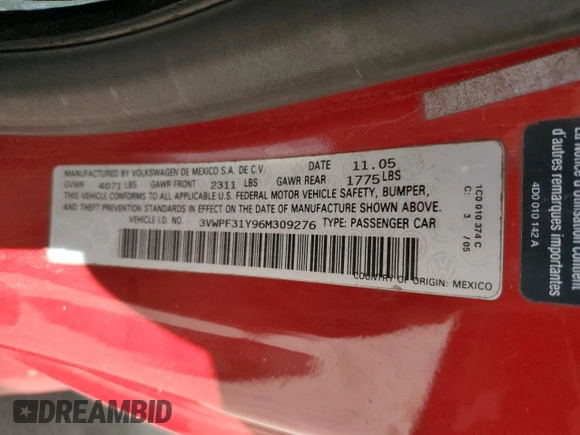 MANUFACTURED BY VOLKSWAGEN DE MEXICO S.A. DE C.V. DATE 11.05
GVWR 4071 LBS GAWR FRONT 2311 LBS GAWR REAR 1775 LBS
THIS VEHICLE CONFORMS TO ALL APPLICABLE U.S. FEDERAL MOTOR VEHICLE SAFETY, BUMPER,
AND THEFT PREVENTION STANDARDS IN EFFECT ON THE DATE OF MANUFACTURE SHOWN ABOVE.
VEHICLE I.D. NO. 3VWPF31Y96M309276 TYPE: PASSENGER CAR
COUNTRY OF ORIGIN: MEXICO
1C0 010 374 C
C: 3 /05
d'autres remarques
importantes
4D0 010 142 A
DREAMBID